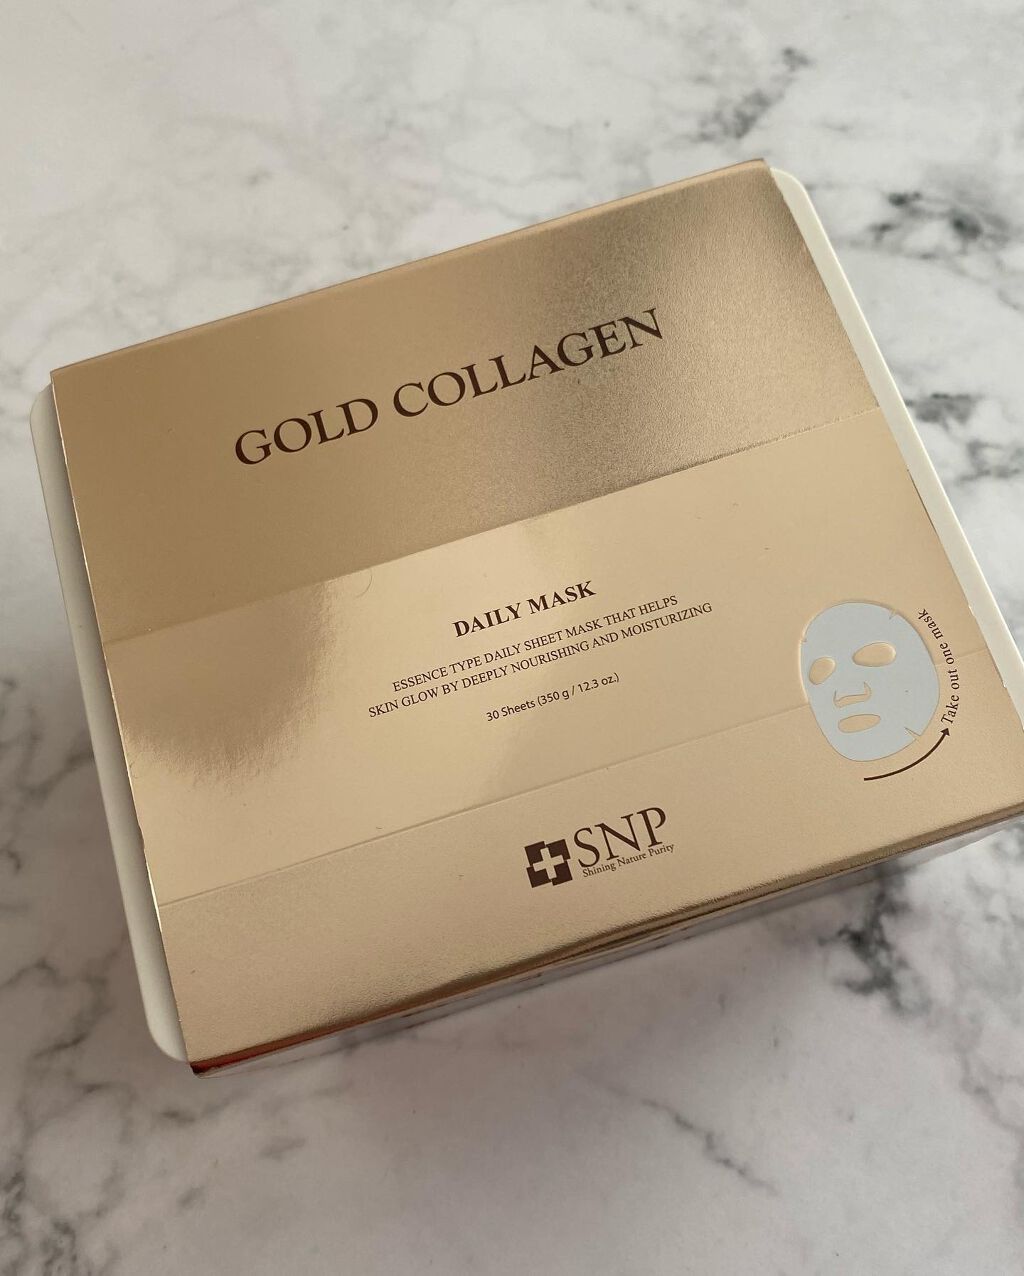 GOLD COLLAGEN
DAILY MASK
ESSENCE TYPE DAILY SHEET MASK THAT HELPS
SKIN GLOW BY DEEPLY NOURISHING AND MOISTURIZING
30 Sheets (350 g / 12.3 oz.)
Take out one mask
SNP
Shining Nature Purity